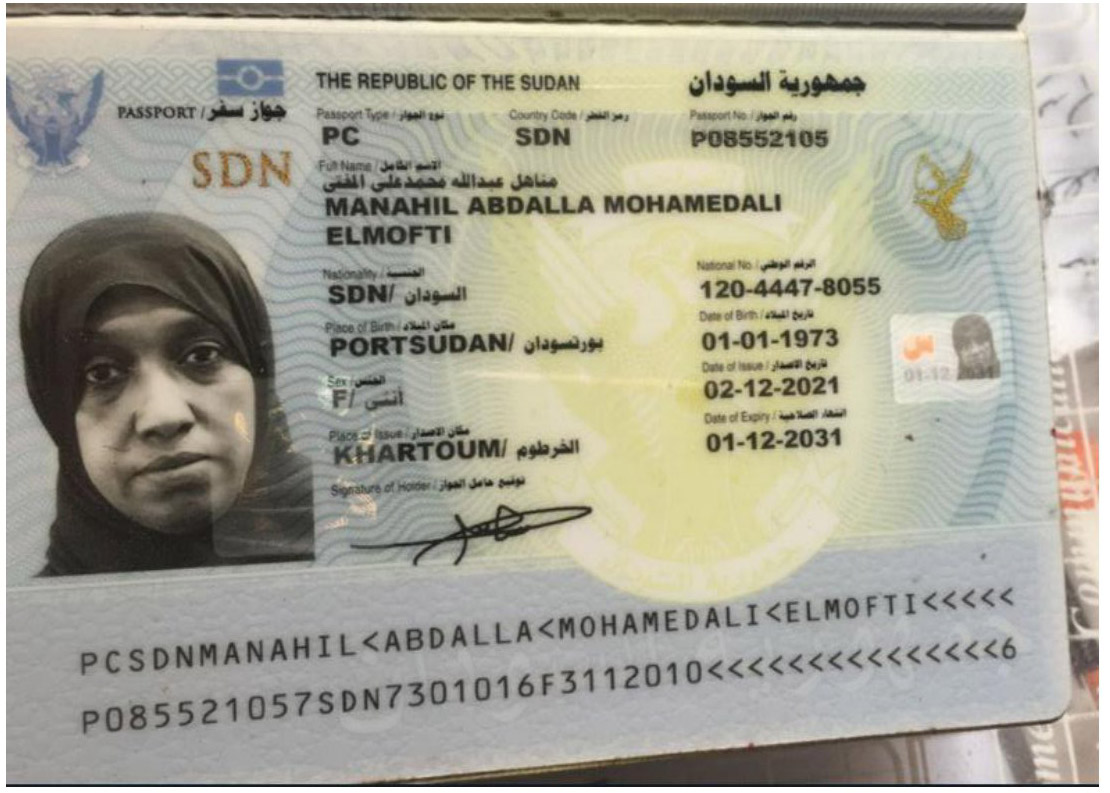 THE REPUBLIC OF THE SUDAN جمهورية السودان
PASSPORT / جواز سفر
Passport Type / نوع الجواز Country Code / رمز القطر Passport No. / رقم الجواز
PC SDN P08552105
SDN
Full Name / الاسم الكامل
مناهل عبدالله محمدعلى المفتى
MANAHIL ABDALLA MOHAMEDALI
ELMOFTI
Nationality / الجنسية National No. / الرقم الوطني
SDN/ السودان 120-4447-8055
Place of Birth / مكان الميلاد Date of Birth / تاريخ الميلاد
PORTSUDAN/ بورتسودان 01-01-1973
Sex / الجنس Date of Issue / تاريخ الاصدار
F/ أنثى 02-12-2021
Place of Issue / مكان الاصدار Date of Expiry / انتهاء الصلاحية
KHARTOUM/ الخرطوم 01-12-2031
Signature of Holder / توقيع حامل الجواز
01-12-2031
PCSDNMANAHIL<ABDALLA<MOHAMEDALI<ELMOFTI<<<<<
P085521057SDN7301016F3112010<<<<<<<<<<<<<<<6